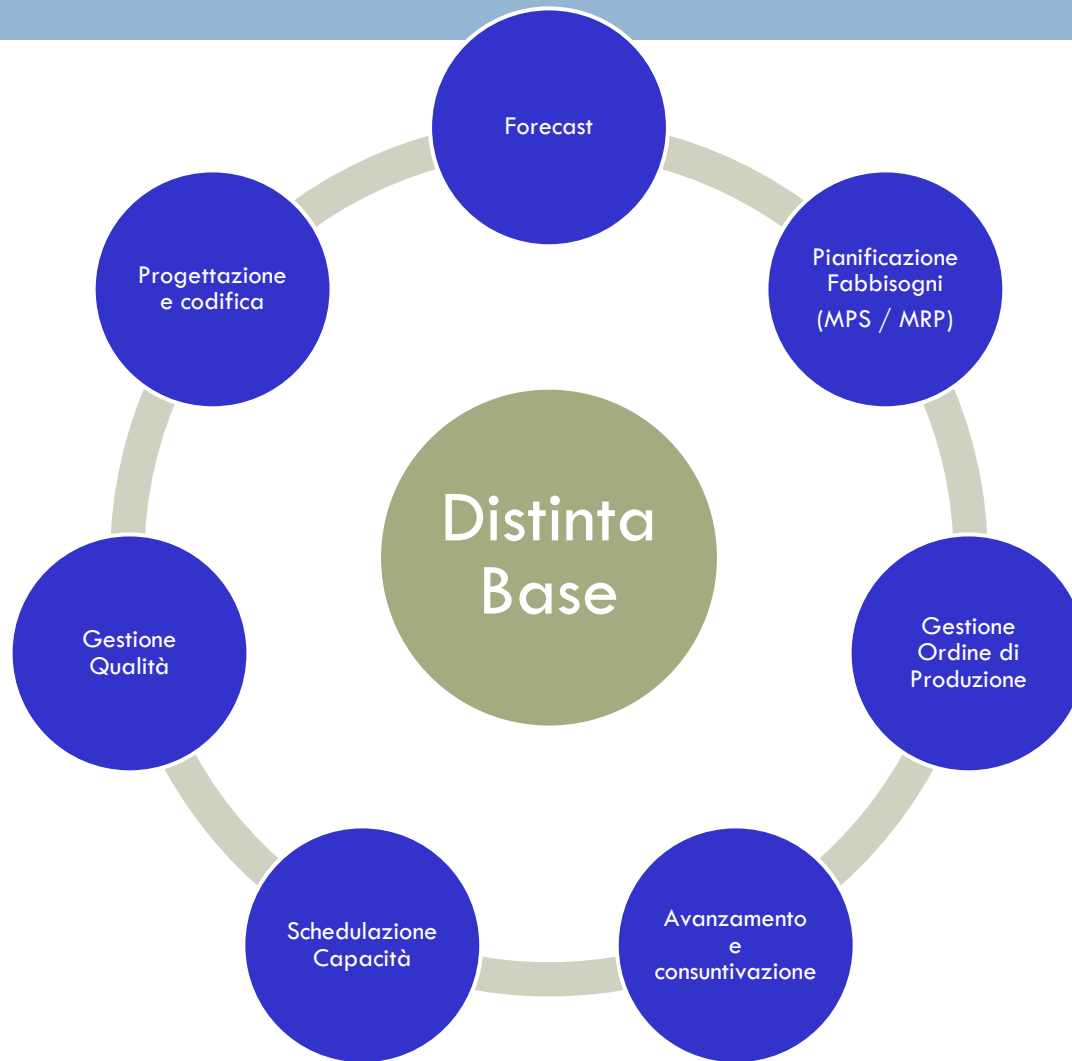 Forecast
Pianificazione
Fabbisogni
(MPS / MRP)
Progettazione
e codifica
Distinta
Base
Gestione
Ordine di
Produzione
Gestione
Qualità
Avanzamento
e
consuntivazione
Schedulazione
Capacità